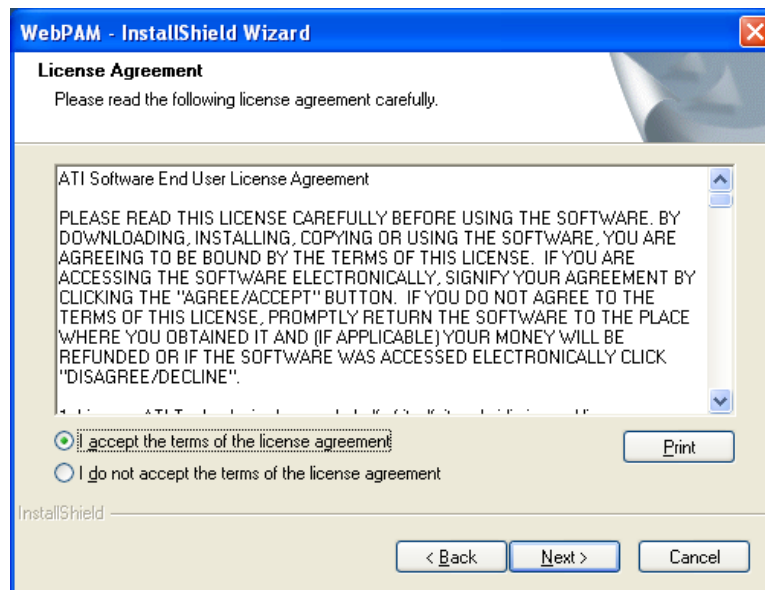 WebPAM - InstallShield Wizard
License Agreement
Please read the following license agreement carefully.
ATI Software End User License Agreement
PLEASE READ THIS LICENSE CAREFULLY BEFORE USING THE SOFTWARE. BY
DOWNLOADING, INSTALLING, COPYING OR USING THE SOFTWARE, YOU ARE
AGREEING TO BE BOUND BY THE TERMS OF THIS LICENSE.  IF YOU ARE
ACCESSING THE SOFTWARE ELECTRONICALLY, SIGNIFY YOUR AGREEMENT BY
CLICKING THE "AGREE/ACCEPT" BUTTON.  IF YOU DO NOT AGREE TO THE
TERMS OF THIS LICENSE, PROMPTLY RETURN THE SOFTWARE TO THE PLACE
WHERE YOU OBTAINED IT AND (IF APPLICABLE) YOUR MONEY WILL BE
REFUNDED OR IF THE SOFTWARE WAS ACCESSED ELECTRONICALLY CLICK
"DISAGREE/DECLINE".
I accept the terms of the license agreement
Print
I do not accept the terms of the license agreement
InstallShield
< Back
Next >
Cancel